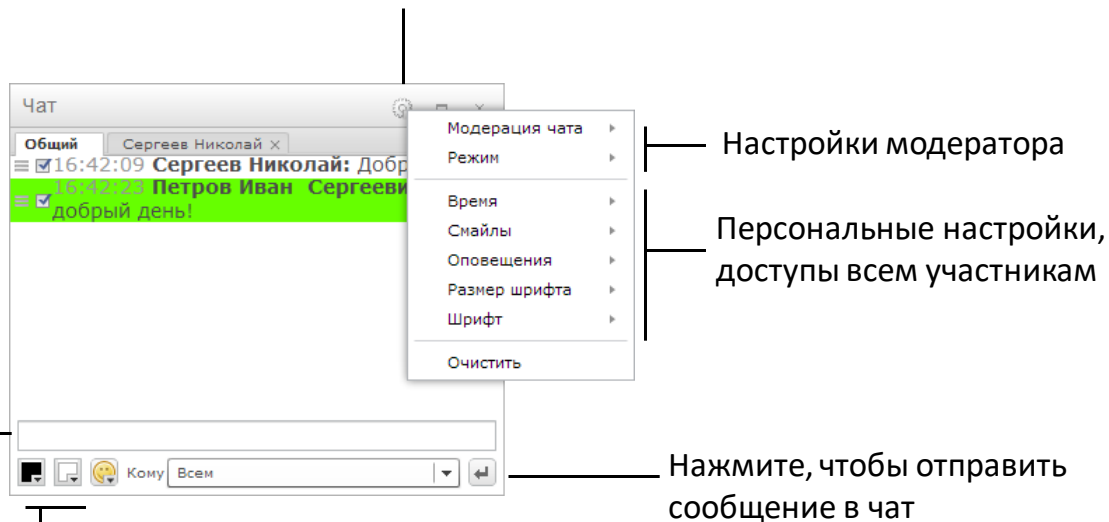 Чат
Общий
Сергеев Николай ×
16:42:09 Сергеев Николай: Добр
16:42:23 Петров Иван Сергееви
добрый день!
Модерация чата
Режим
Время
Смайлы
Оповещения
Размер шрифта
Шрифт
Очистить
Настройки модератора
Персональные настройки,
доступы всем участникам
Кому Всем
Нажмите, чтобы отправить
сообщение в чат